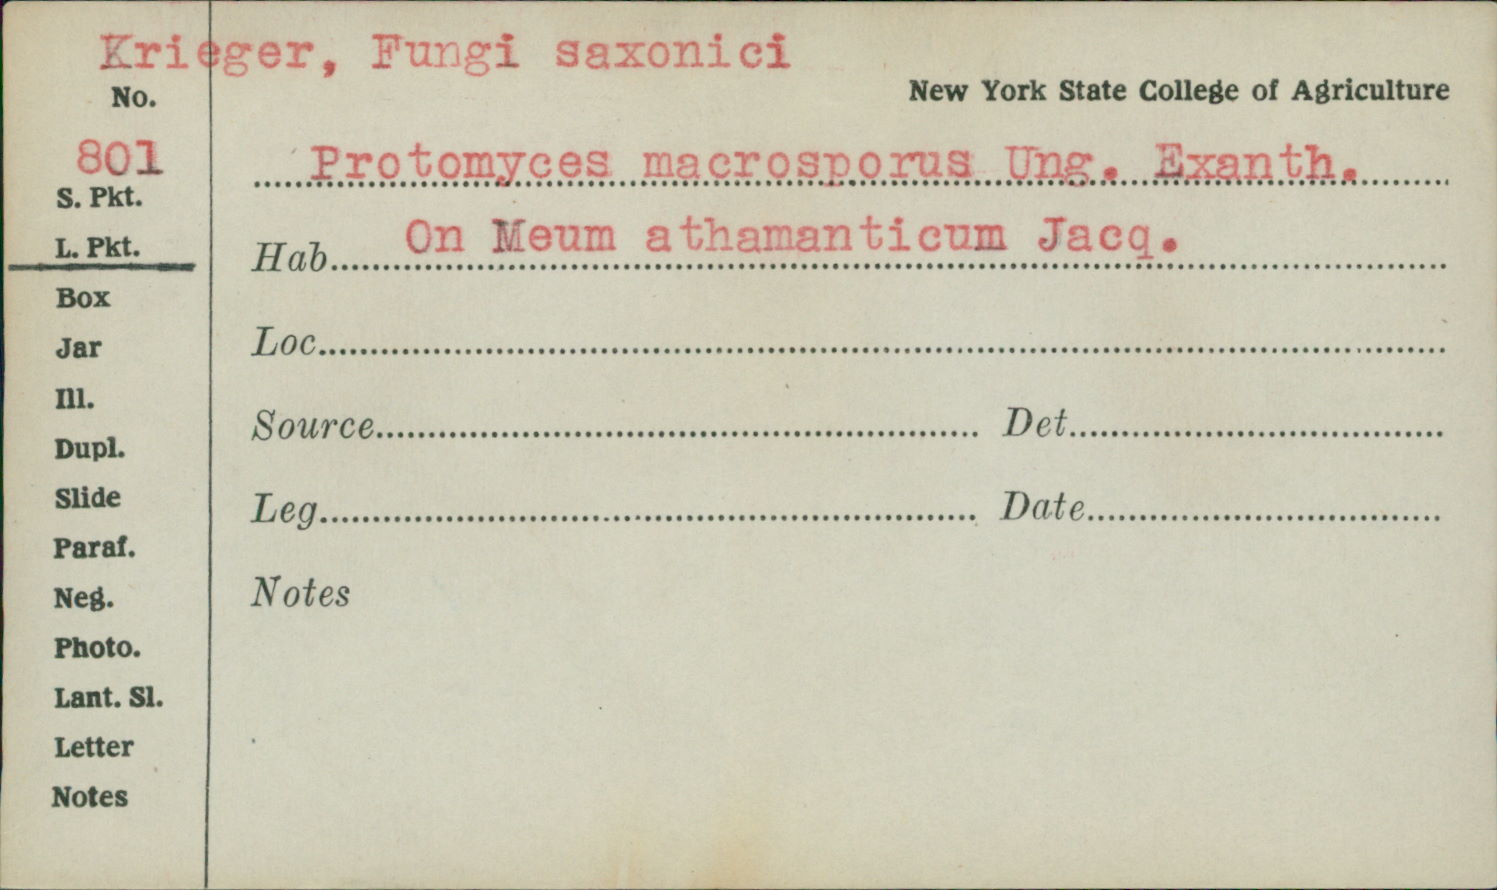 Krieger, Fungi saxonici
No.
New York State College of Agriculture
801
Protomyces macrosporus Ung. Exanth.
S. Pkt.
On Meum athamanticum Jacq.
L. Pkt.
Hab.
Box
Jar
Loc.
Ill.
Source
Det.
Dupl.
Slide
Leg.
Date
Paraf.
Neg.
Notes
Photo.
Lant. Sl.
Letter
Notes